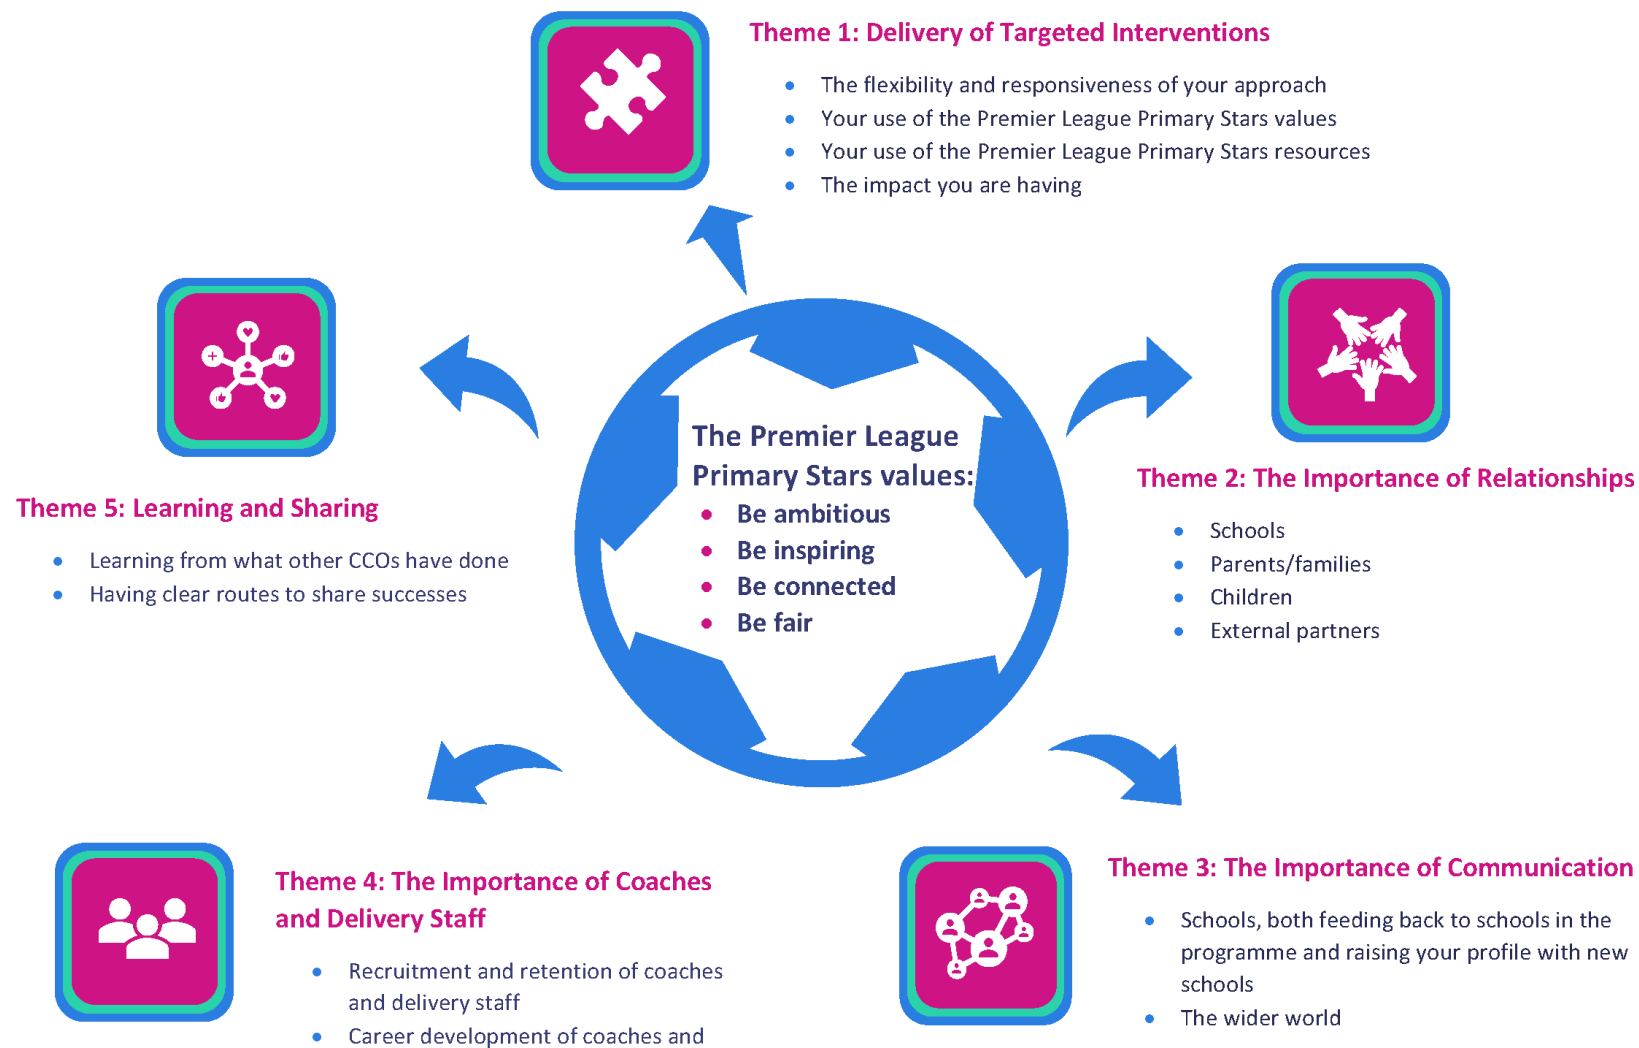 Theme 1: Delivery of Targeted Interventions
• The flexibility and responsiveness of your approach
• Your use of the Premier League Primary Stars values
• Your use of the Premier League Primary Stars resources
• The impact you are having
The Premier League
Primary Stars values:
• Be ambitious
• Be inspiring
• Be connected
• Be fair
Theme 2: The Importance of Relationships
• Schools
• Parents/families
• Children
• External partners
Theme 3: The Importance of Communication
• Schools, both feeding back to schools in the
programme and raising your profile with new
schools
• The wider world
Theme 4: The Importance of Coaches
and Delivery Staff
• Recruitment and retention of coaches
and delivery staff
• Career development of coaches and
Theme 5: Learning and Sharing
• Learning from what other CCOs have done
• Having clear routes to share successes